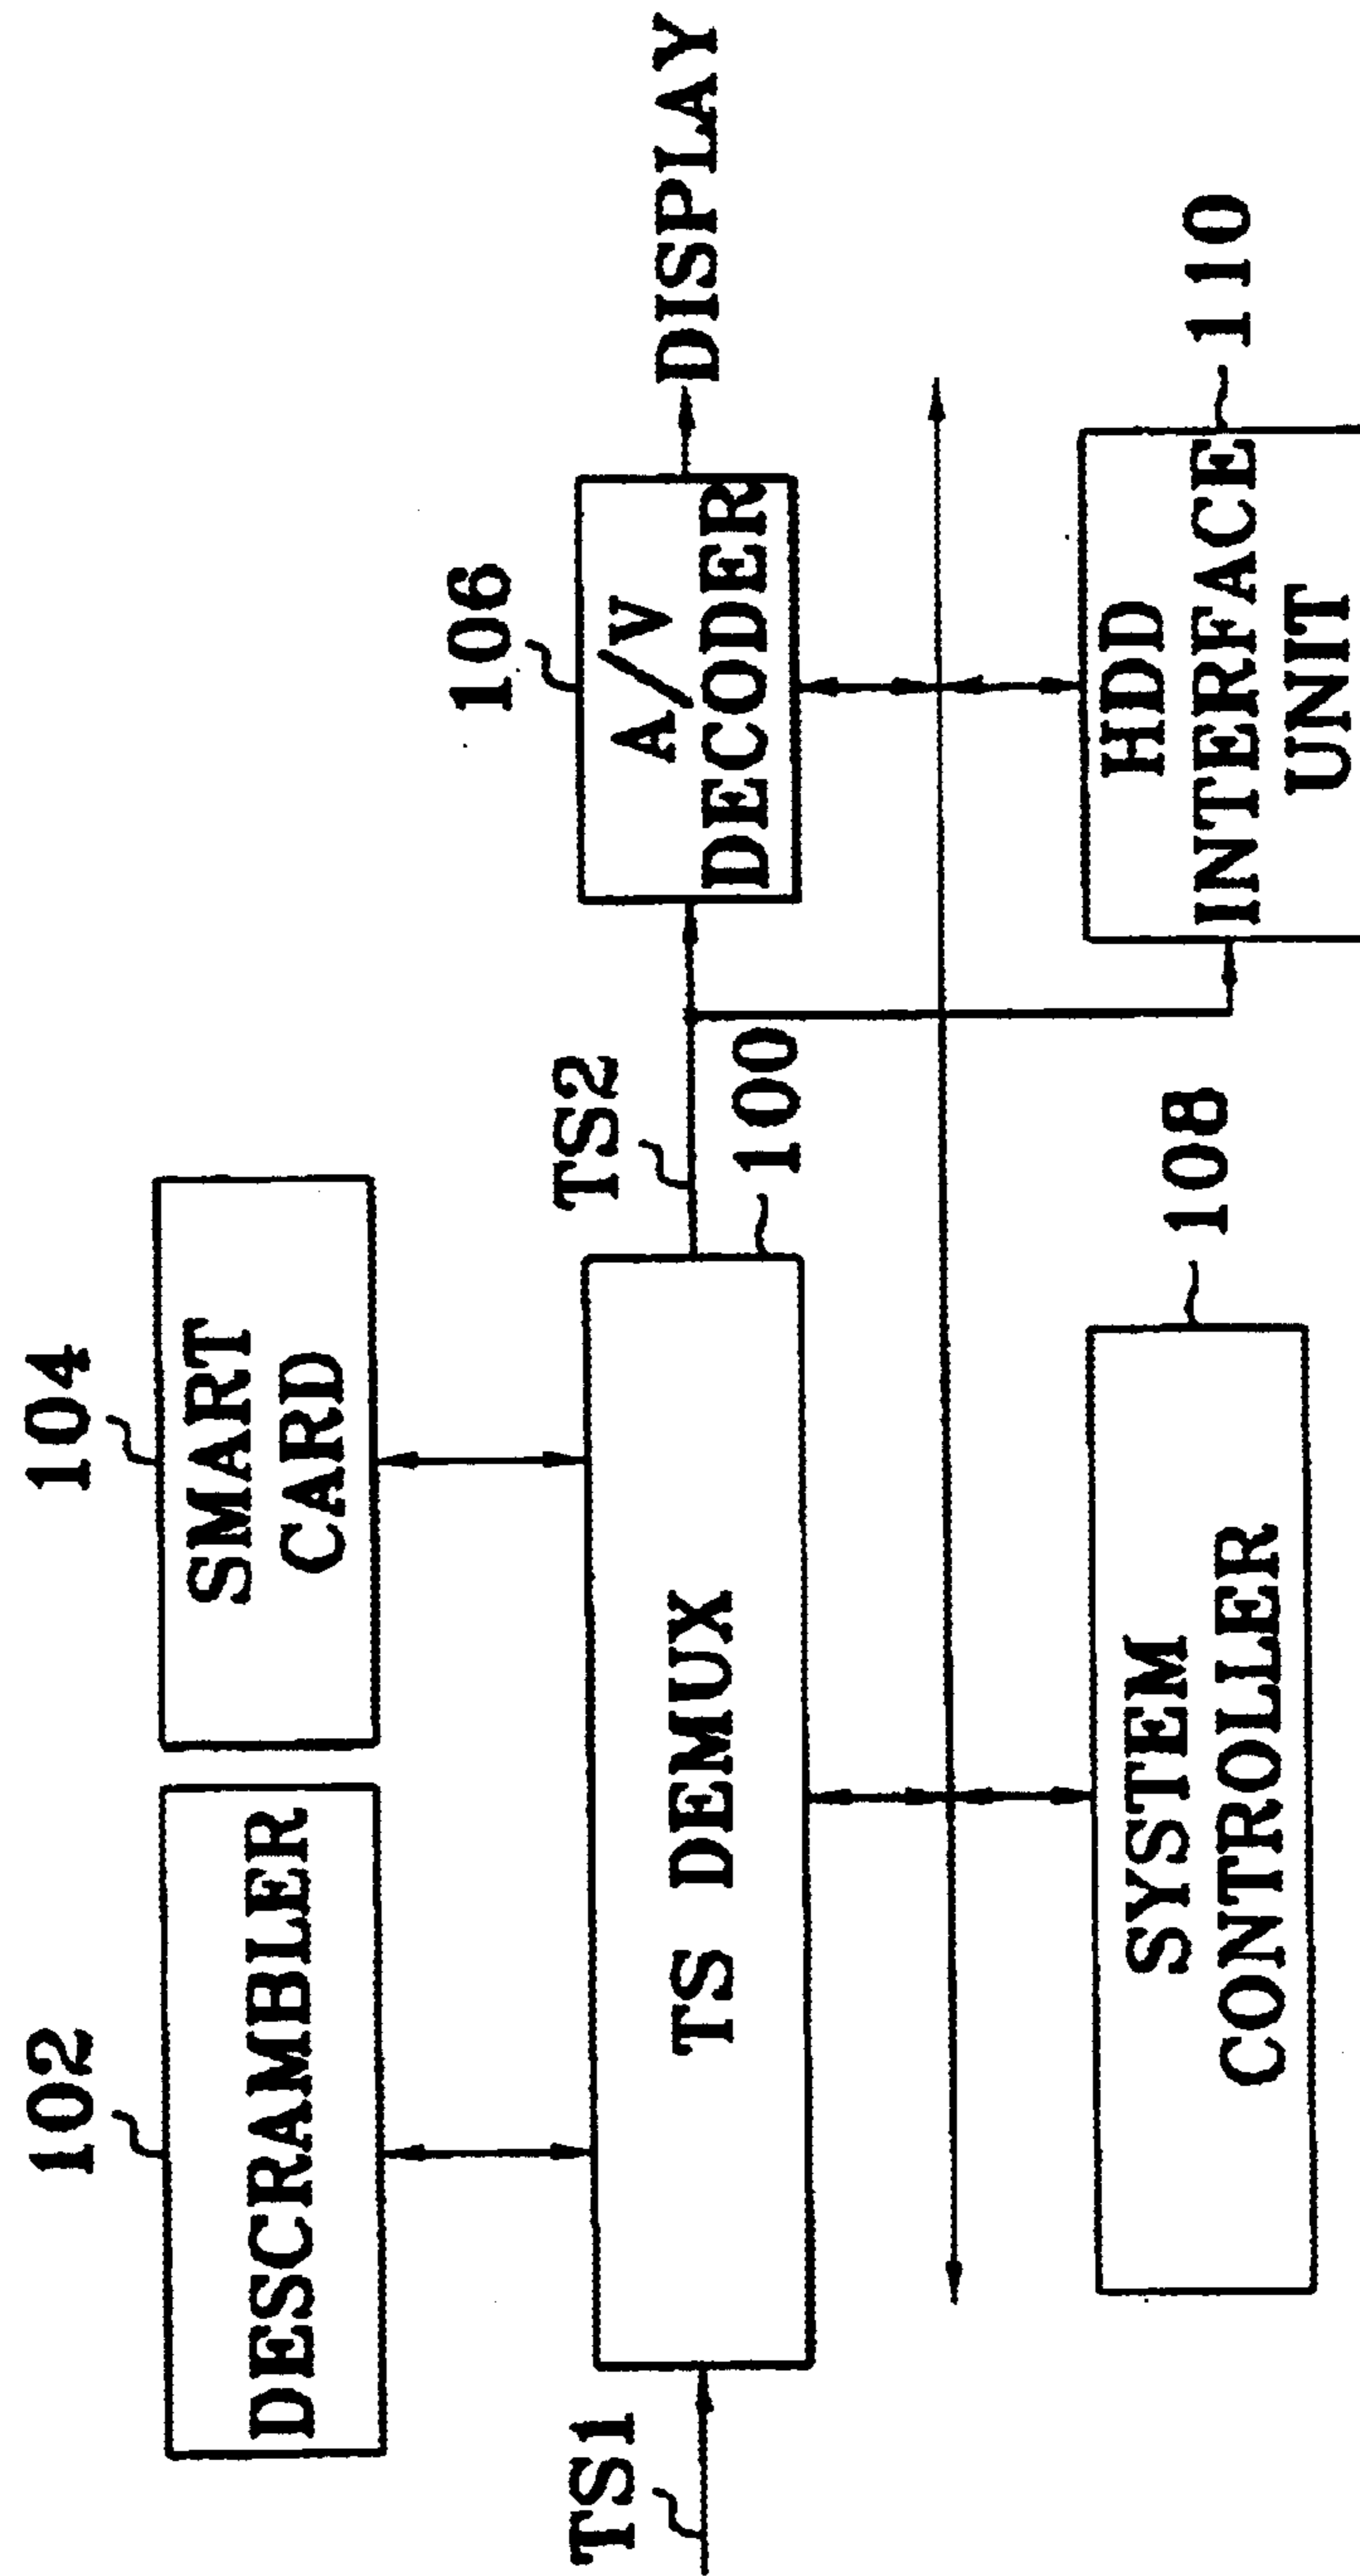 102
104
DESCRAMBLER
SMART
CARD
106
TS1
TS2
TS DEMUX
100
A/V
DECODER
DISPLAY
108
110
SYSTEM
CONTROLLER
HDD
INTERFACE
UNIT